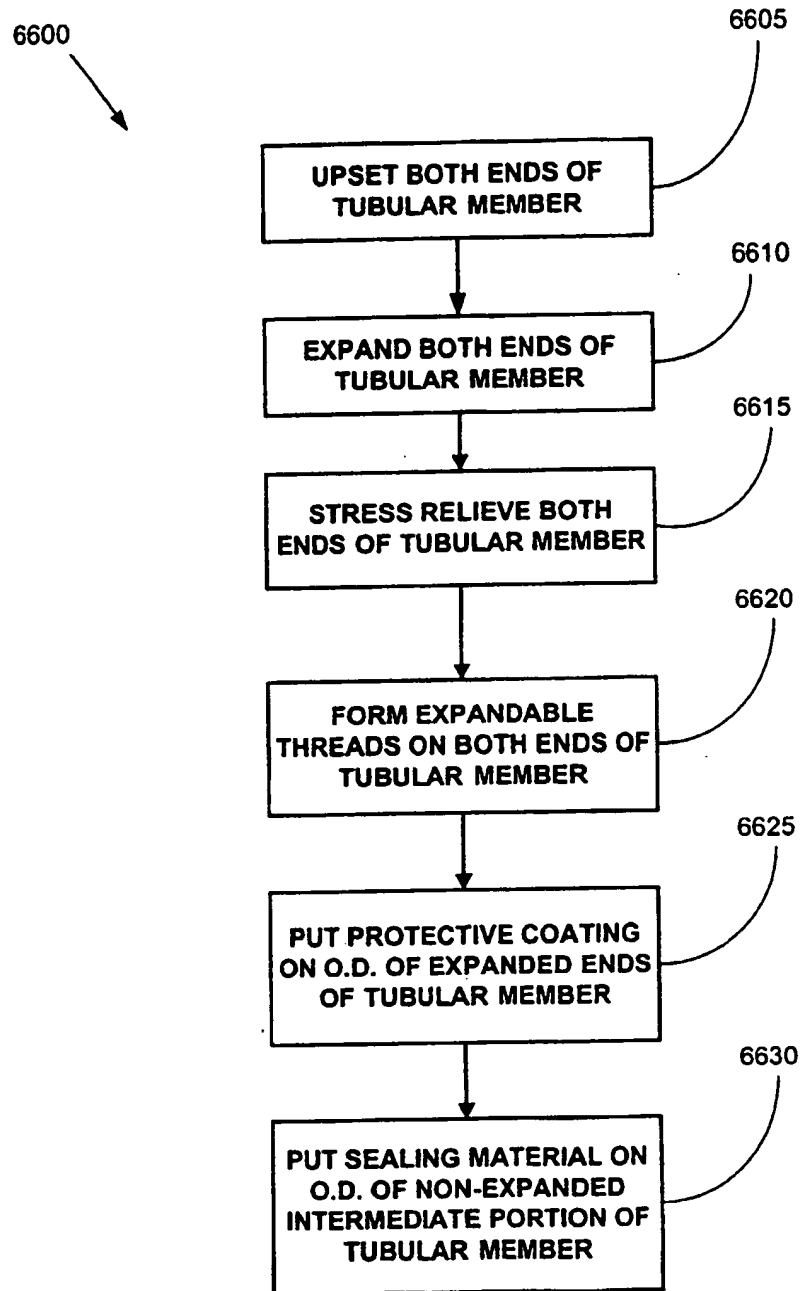 6600
6605
UPSET BOTH ENDS OF
TUBULAR MEMBER
6610
EXPAND BOTH ENDS OF
TUBULAR MEMBER
6615
STRESS RELIEVE BOTH
ENDS OF TUBULAR MEMBER
6620
FORM EXPANDABLE
THREADS ON BOTH ENDS OF
TUBULAR MEMBER
6625
PUT PROTECTIVE COATING
ON O.D. OF EXPANDED ENDS
OF TUBULAR MEMBER
6630
PUT SEALING MATERIAL ON
O.D. OF NON-EXPANDED
INTERMEDIATE PORTION OF
TUBULAR MEMBER